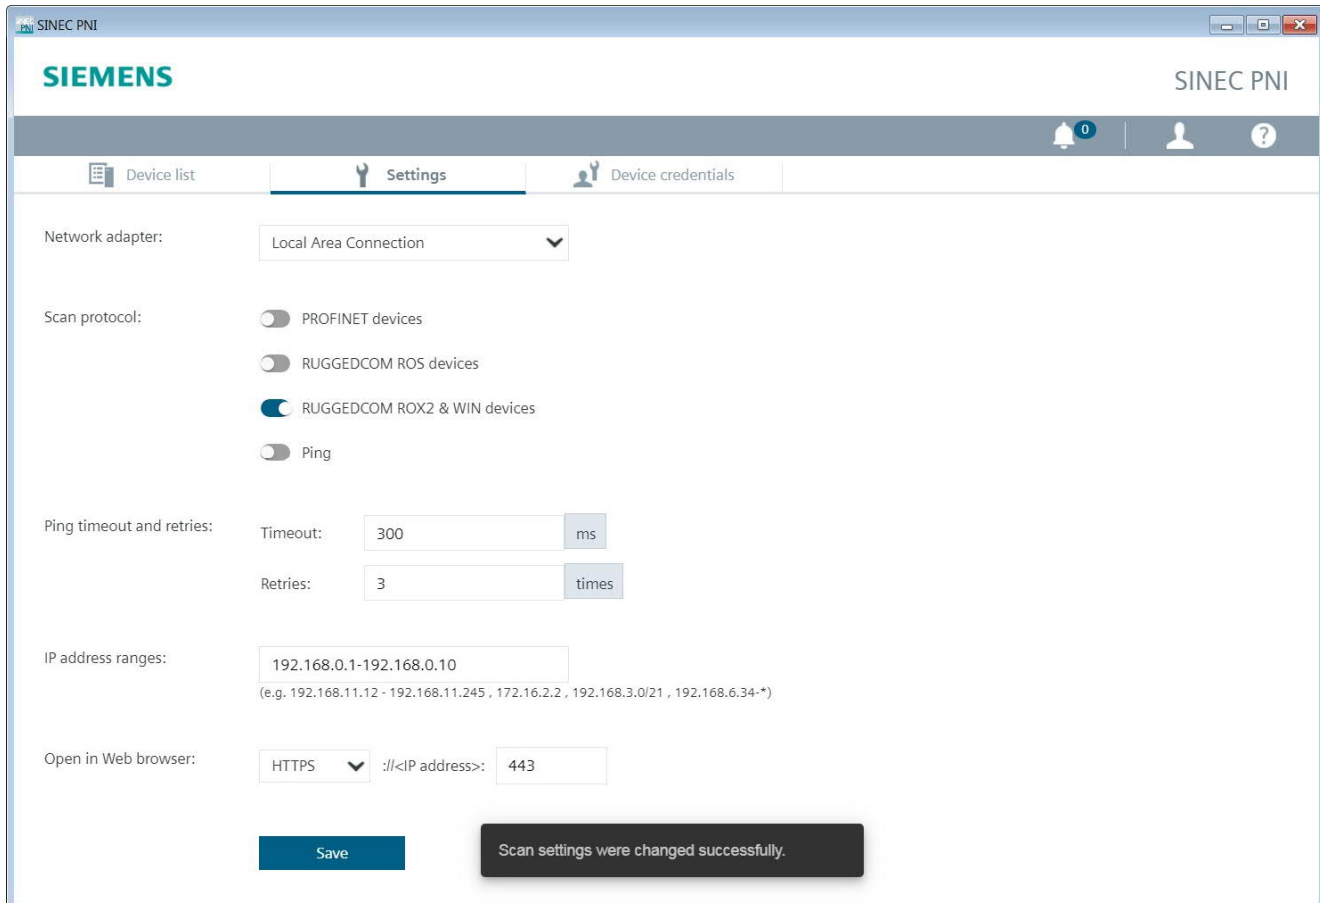 SINEC PNI
SIEMENS
SINEC PNI
0
?
Device list
Settings
Device credentials
Network adapter:
Local Area Connection
Scan protocol:
PROFINET devices
RUGGEDCOM ROS devices
RUGGEDCOM ROX2 & WIN devices
Ping
Ping timeout and retries:
Timeout:
300
ms
Retries:
3
times
IP address ranges:
192.168.0.1-192.168.0.10
(e.g. 192.168.11.12 - 192.168.11.245 , 172.16.2.2 , 192.168.3.0/21 , 192.168.6.34-*)
Open in Web browser:
HTTPS
://<IP address>:
443
Save
Scan settings were changed successfully.